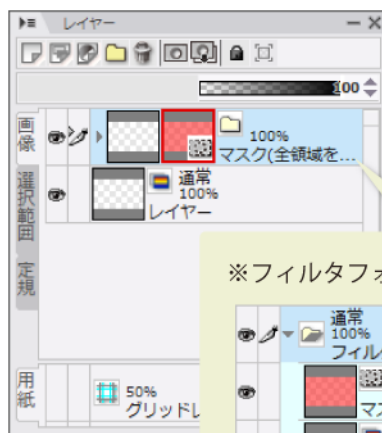 レイヤー
100
画像
100%
マスク(全領域を...
通常
100%
レイヤー
選択範囲
定規
※フィルタフォ
通常
100%
フィル
マス
用紙
50%
グリッドレ